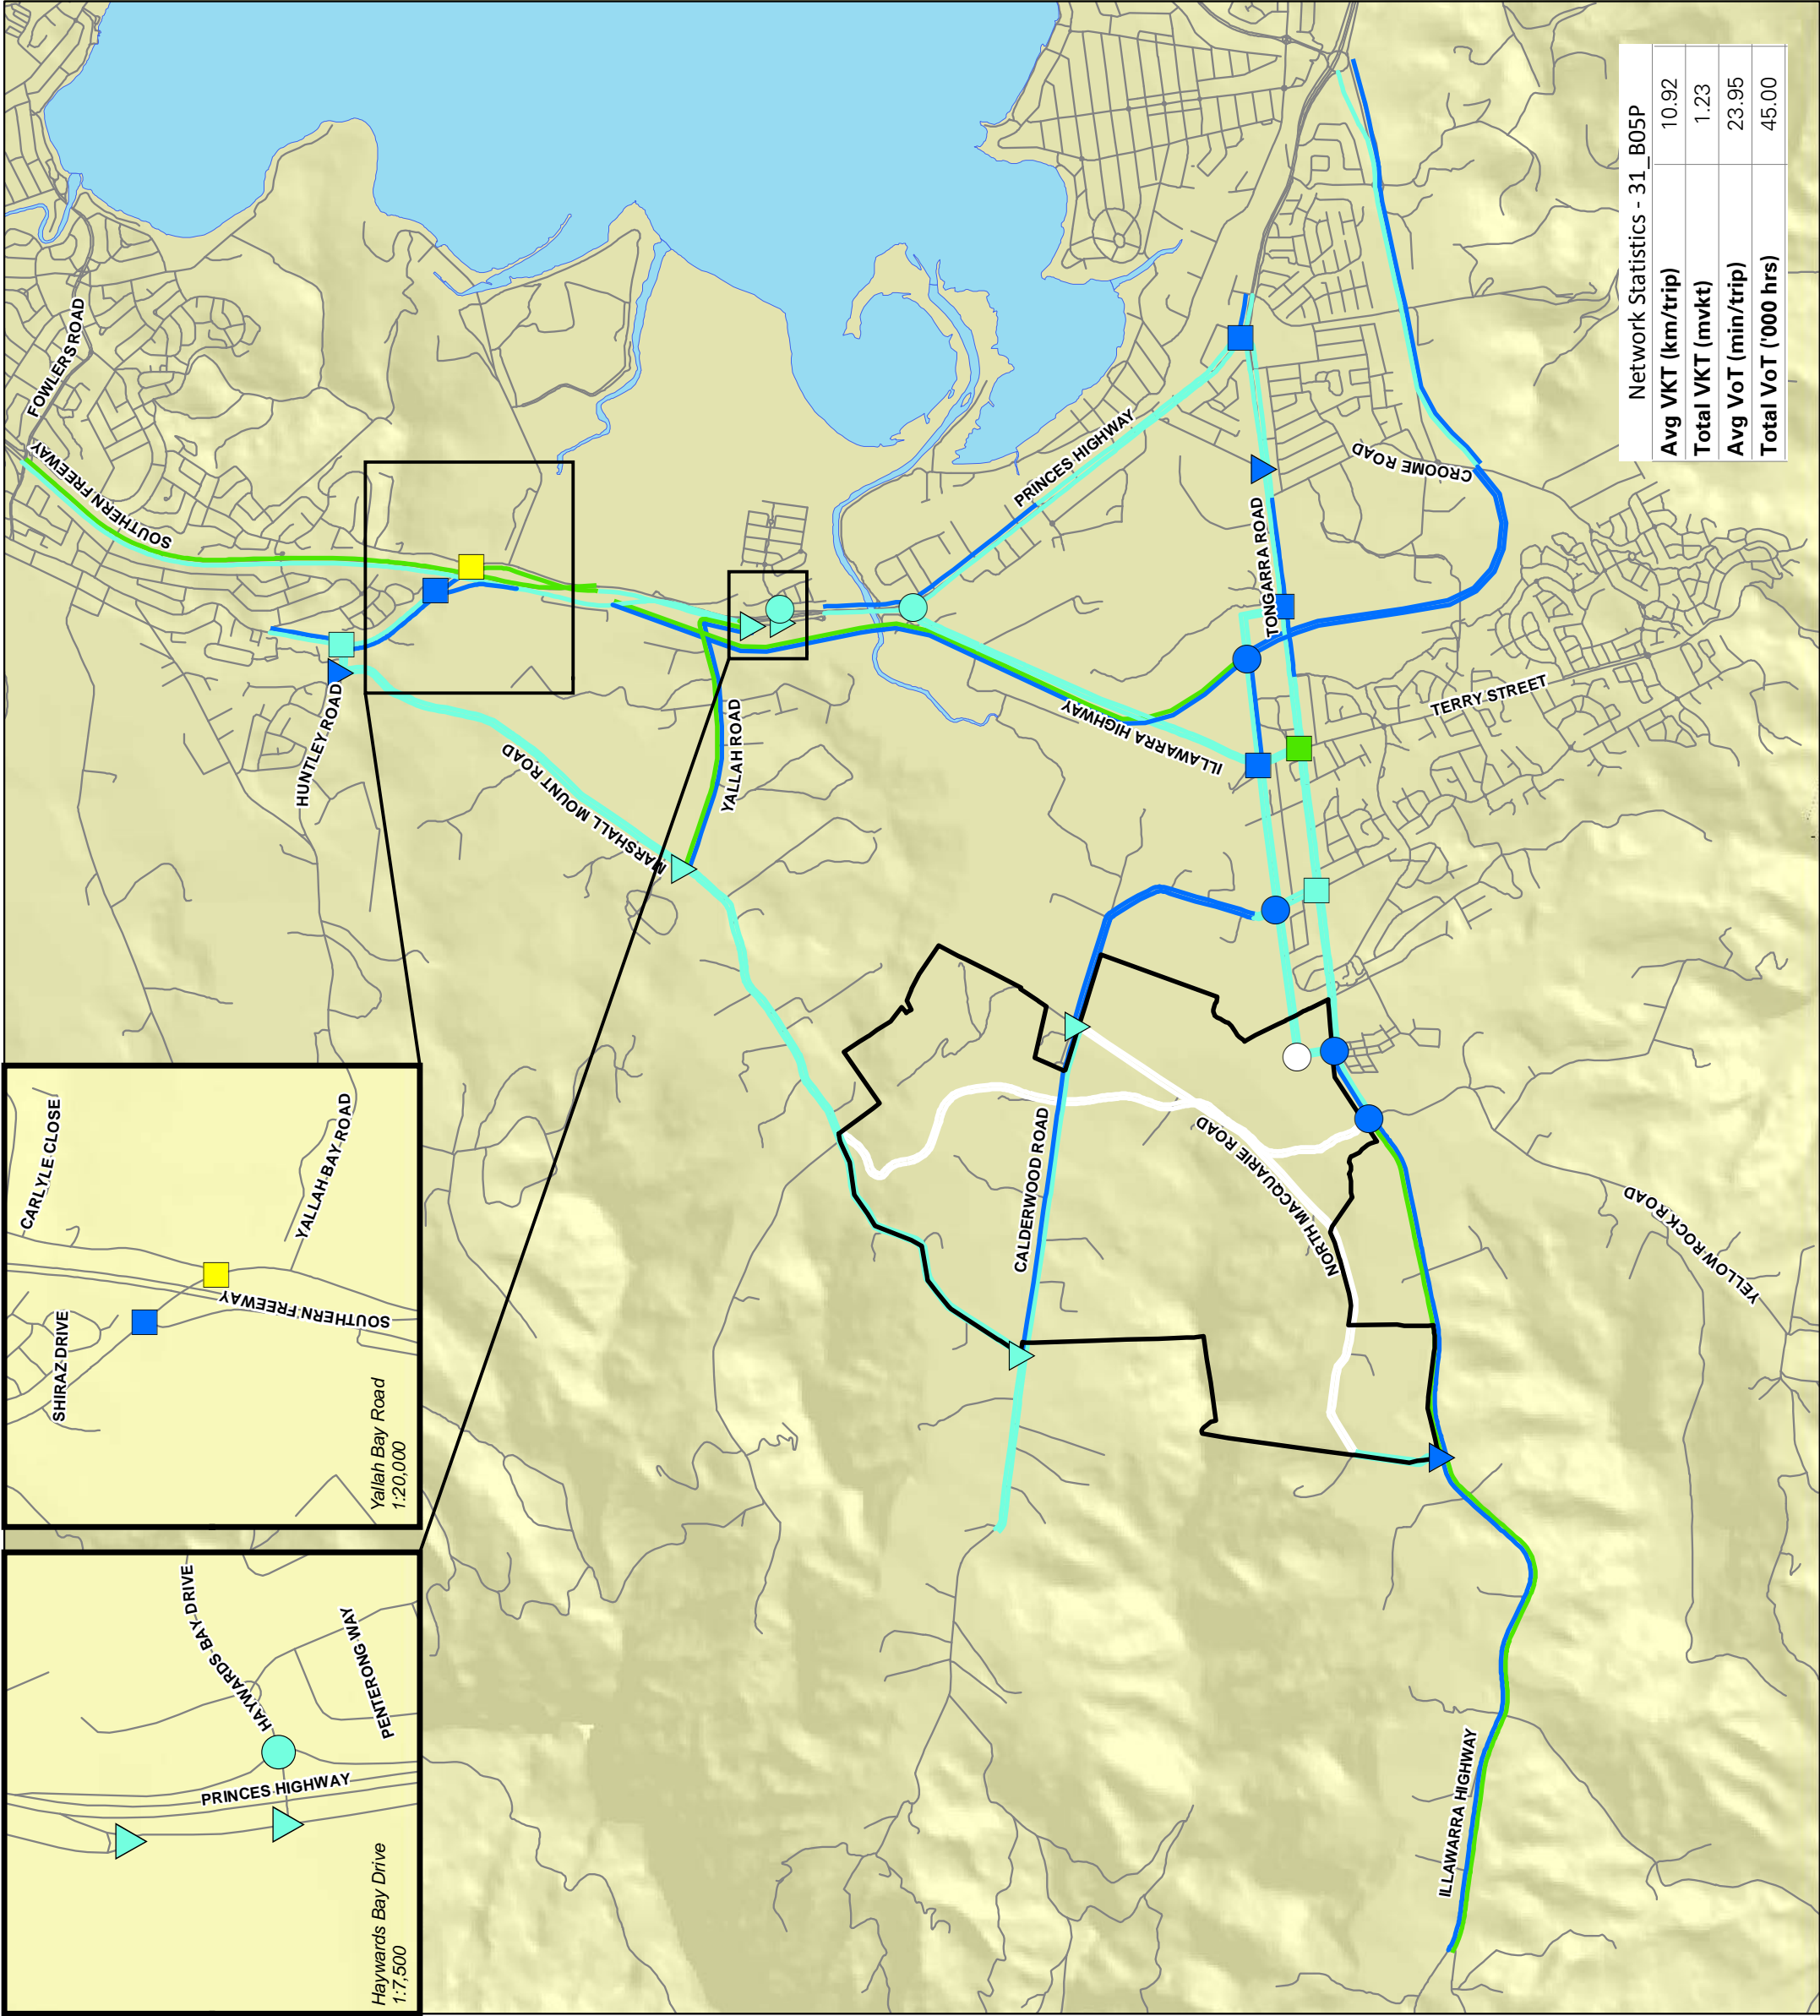 Haywards Bay Drive
1:7,500
HAYWARDS BAY DRIVE
PENTERONG WAY
PRINCES HIGHWAY
Yallah Bay Road
1:20,000
CARLYLE CLOSE
SHIRAZ DRIVE
YALLAH BAY ROAD
SOUTHERN FREEWAY
FOWLERS ROAD
SOUTHERN FREEWAY
HUNTLEY ROAD
MARSHALL MOUNT ROAD
YALLAH ROAD
PRINCES HIGHWAY
ILLAWARRA HIGHWAY
TONGARRA ROAD
CROOME ROAD
TERRY STREET
CALDERWOOD ROAD
NORTH MACQUARIE ROAD
YELLOW ROCK ROAD
ILLAWARRA HIGHWAY
Network Statistics - 31_B05P
Avg VKT (km/trip) 10.92
Total VKT (mvkt) 1.23
Avg VoT (min/trip) 23.95
Total VoT ('000 hrs) 45.00